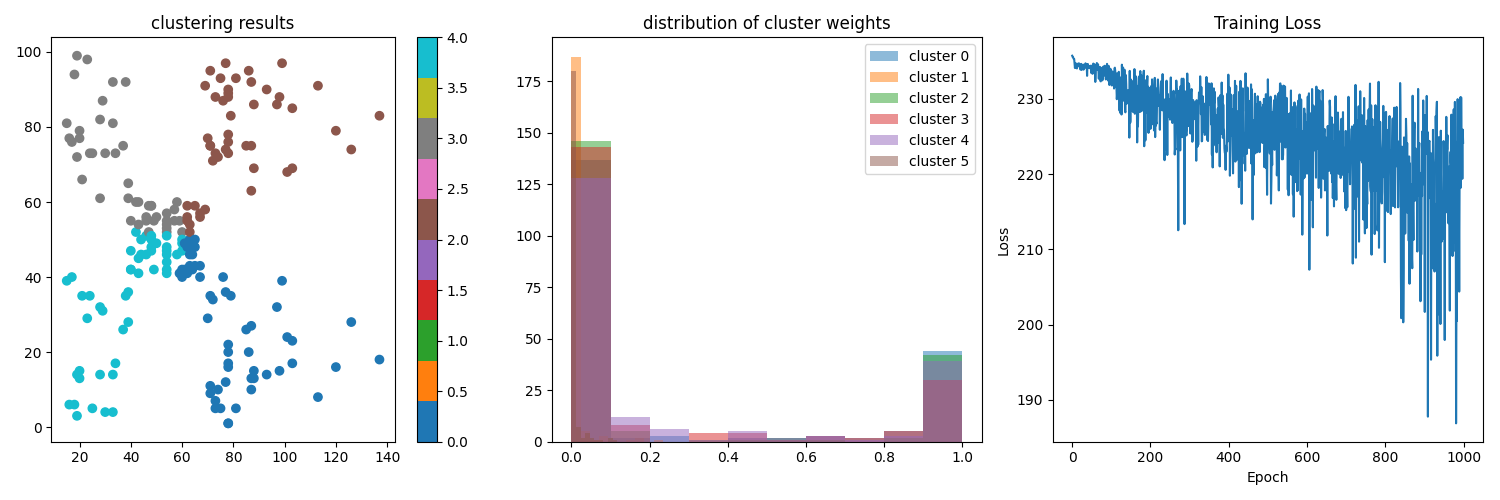 clustering results
100
80
60
40
20
0
20 40 60 80 100 120 140
4.0
3.5
3.0
2.5
2.0
1.5
1.0
0.5
0.0
distribution of cluster weights
175
150
125
100
75
50
25
0
0.0 0.2 0.4 0.6 0.8 1.0
cluster 0
cluster 1
cluster 2
cluster 3
cluster 4
cluster 5
Training Loss
Loss
230
220
210
200
190
0 200 400 600 800 1000
Epoch